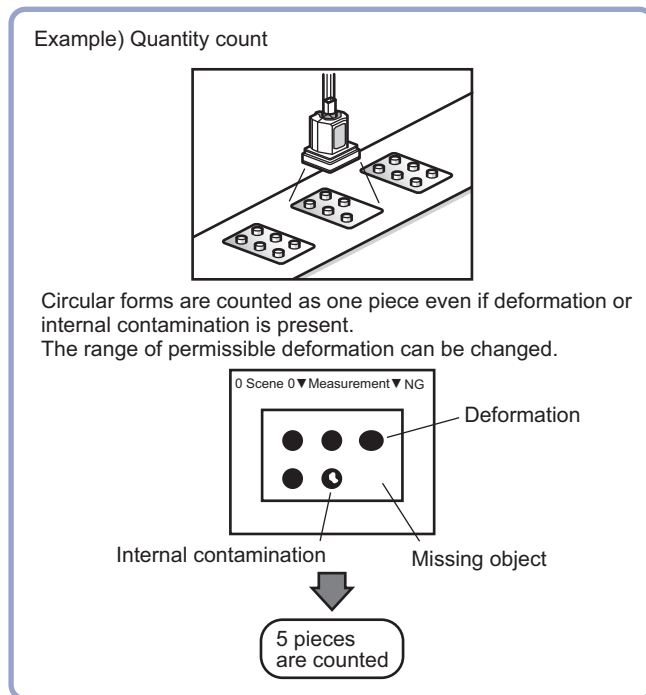 Example) Quantity count
Circular forms are counted as one piece even if deformation or
internal contamination is present.
The range of permissible deformation can be changed.
0 Scene 0▼Measurement▼ NG
Deformation
Internal contamination
Missing object
5 pieces
are counted